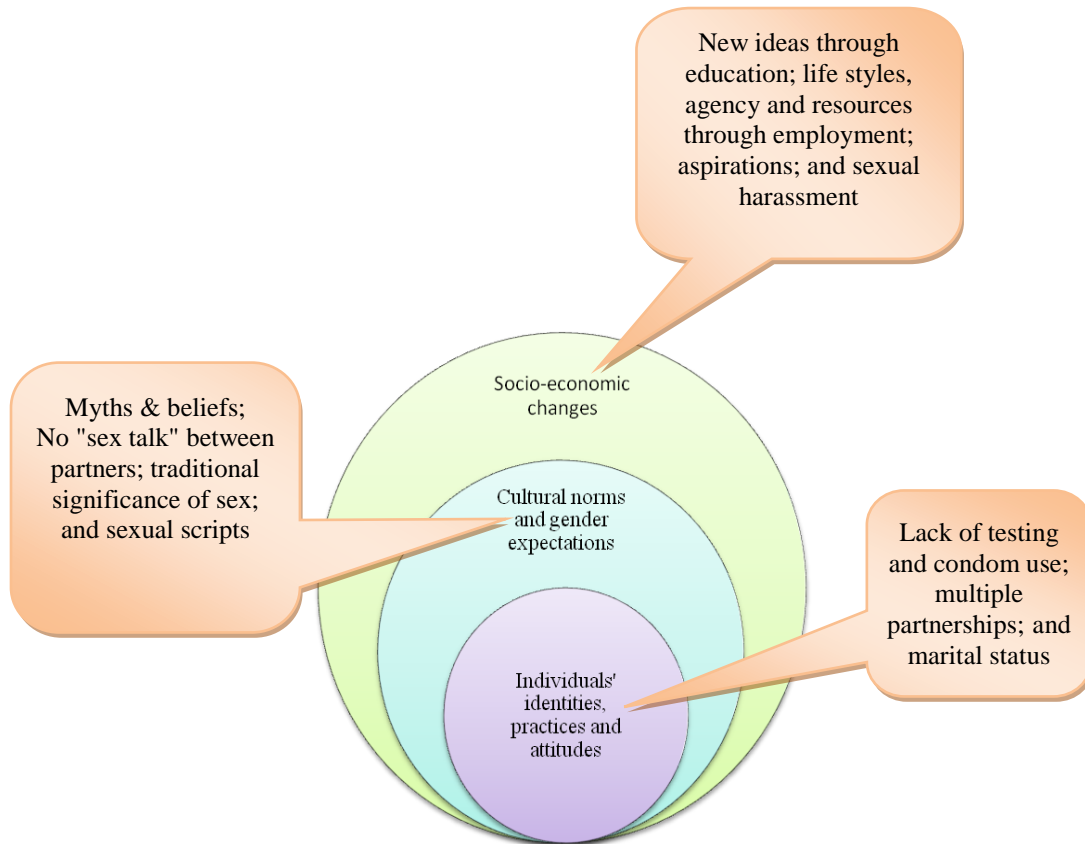 New ideas through
education; life styles,
agency and resources
through employment;
aspirations; and sexual
harassment
Socio-economic
changes
Myths & beliefs;
No "sex talk" between
partners; traditional
significance of sex;
and sexual scripts
Cultural norms
and gender
expectations
Lack of testing
and condom use;
multiple
partnerships; and
marital status
Individuals'
identities,
practices and
attitudes